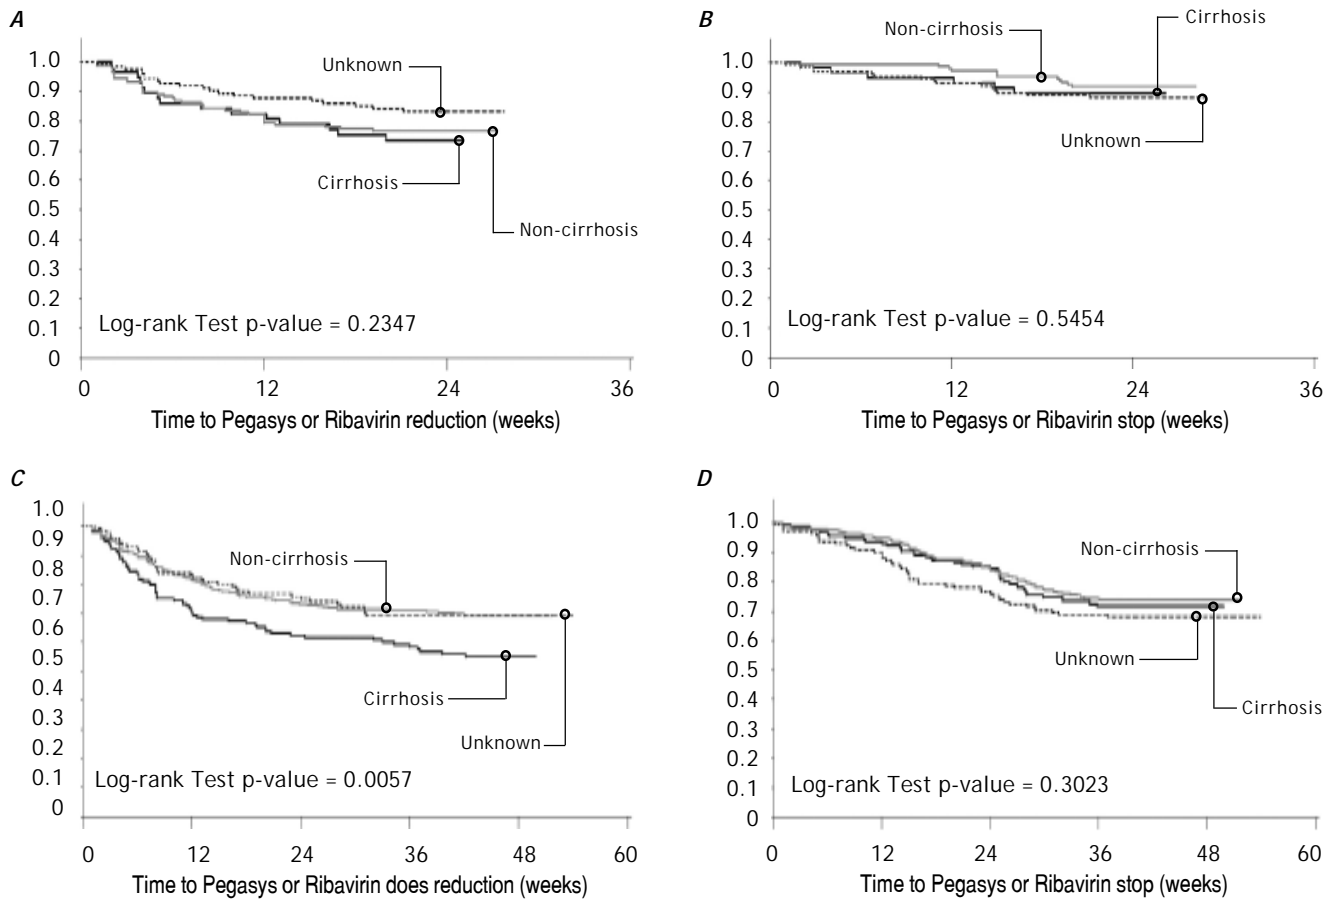 A
1.0
0.9
0.8
0.7
0.6
0.5
0.4
0.3
0.2
0.1
0
Unknown
Cirrhosis
Non-cirrhosis
Log-rank Test p-value = 0.2347
0 12 24 36
Time to Pegasys or Ribavirin reduction (weeks)
B
1.0
0.9
0.8
0.7
0.6
0.5
0.4
0.3
0.2
0.1
0
Non-cirrhosis
Cirrhosis
Unknown
Log-rank Test p-value = 0.5454
0 12 24 36
Time to Pegasys or Ribavirin stop (weeks)
C
1.0
0.9
0.8
0.7
0.6
0.5
0.4
0.3
0.2
0.1
0
Non-cirrhosis
Cirrhosis
Unknown
Log-rank Test p-value = 0.0057
0 12 24 36 48 60
Time to Pegasys or Ribavirin does reduction (weeks)
D
1.0
0.9
0.8
0.7
0.6
0.5
0.4
0.3
0.2
0.1
0
Non-cirrhosis
Unknown
Cirrhosis
Log-rank Test p-value = 0.3023
0 12 24 36 48 60
Time to Pegasys or Ribavirin stop (weeks)